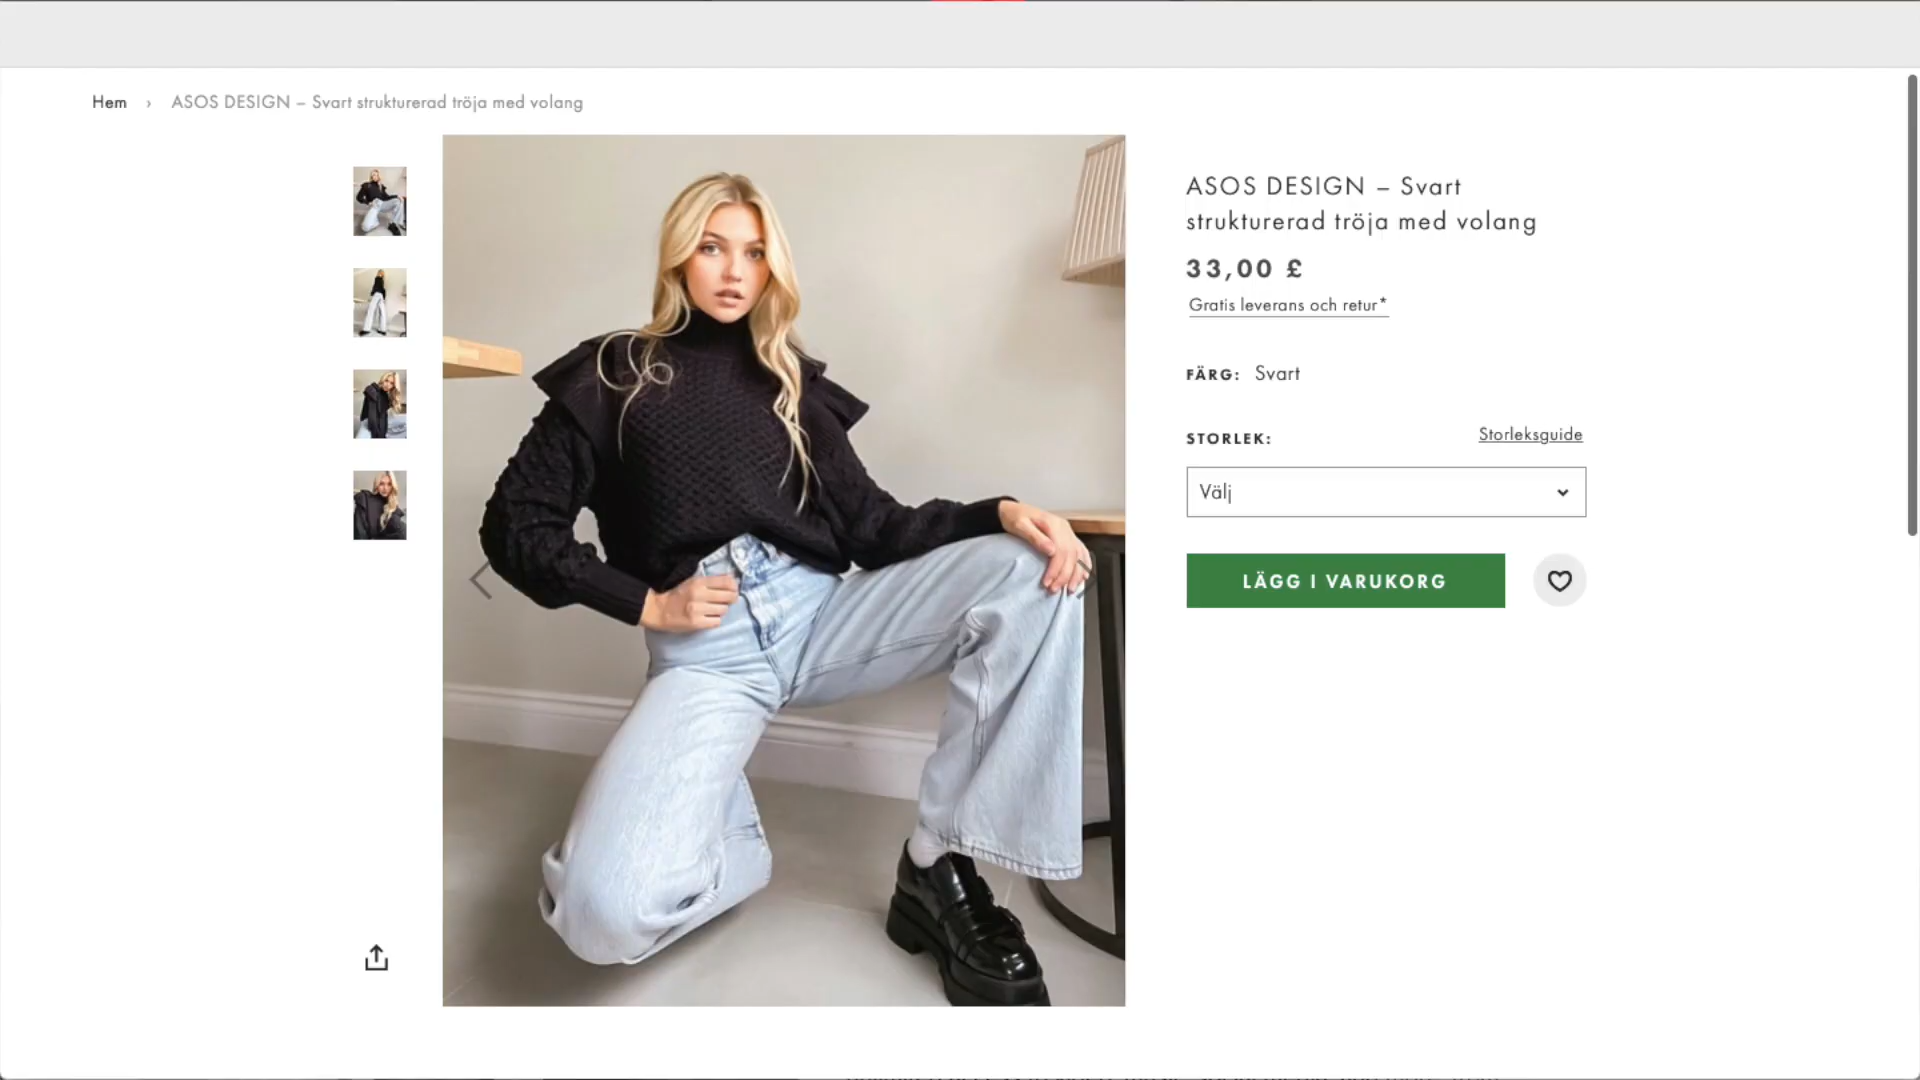 Hem › ASOS DESIGN – Svart strukturerad tröja med volang
ASOS DESIGN – Svart
strukturerad tröja med volang
33,00 £
Gratis leverans och retur*
FÄRG: Svart
STORLEK: Storleksguide
Välj
LÄGG I VARUKORG